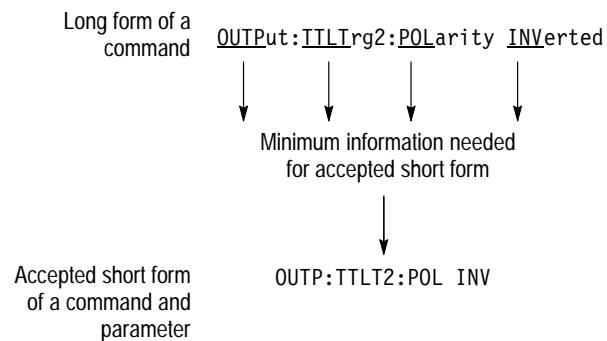 Long form of a
command
OUTPut:TTLTrg2:POLarity INVerted
Minimum information needed
for accepted short form
Accepted short form
of a command and
parameter
OUTP:TTLT2:POL INV